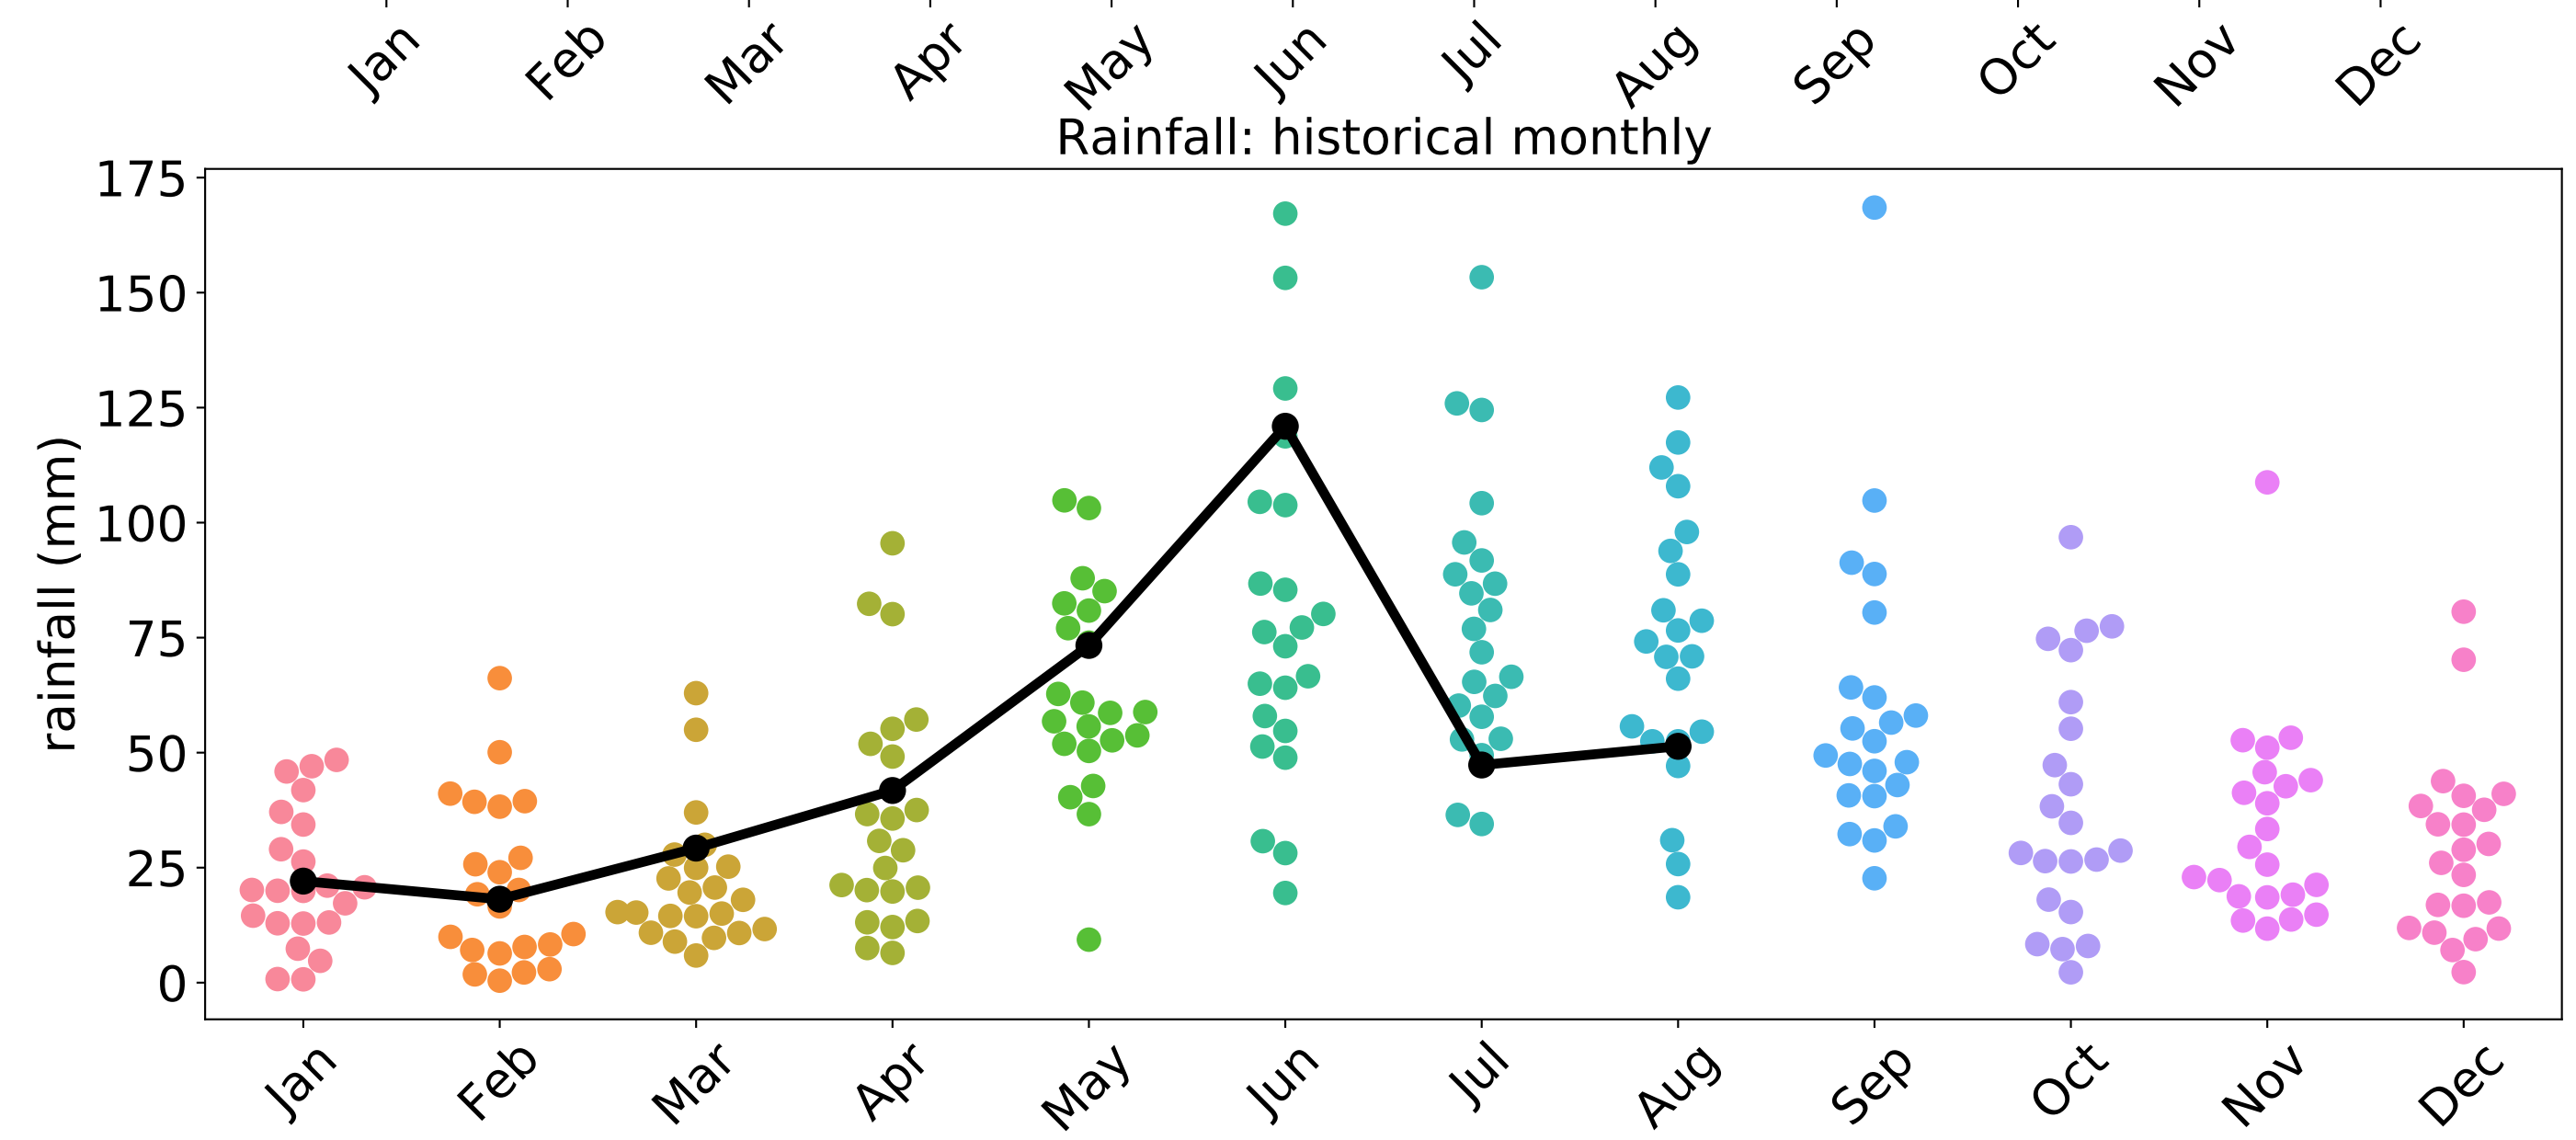 Jan Feb Mar Apr May Jun Jul Aug Sep Oct Nov Dec
Rainfall: historical monthly
175
150
125
100
75
50
25
0
rainfall (mm)
Jan Feb Mar Apr May Jun Jul Aug Sep Oct Nov Dec